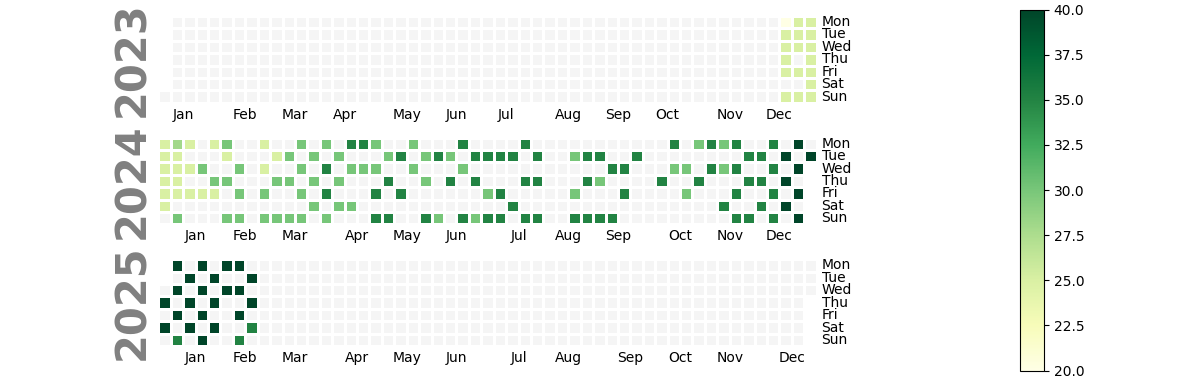 2023
Mon
Tue
Wed
Thu
Fri
Sat
Sun
Jan Feb Mar Apr May Jun Jul Aug Sep Oct Nov Dec
2024
Mon
Tue
Wed
Thu
Fri
Sat
Sun
Jan Feb Mar Apr May Jun Jul Aug Sep Oct Nov Dec
2025
Mon
Tue
Wed
Thu
Fri
Sat
Sun
Jan Feb Mar Apr May Jun Jul Aug Sep Oct Nov Dec
40.0
37.5
35.0
32.5
30.0
27.5
25.0
22.5
20.0